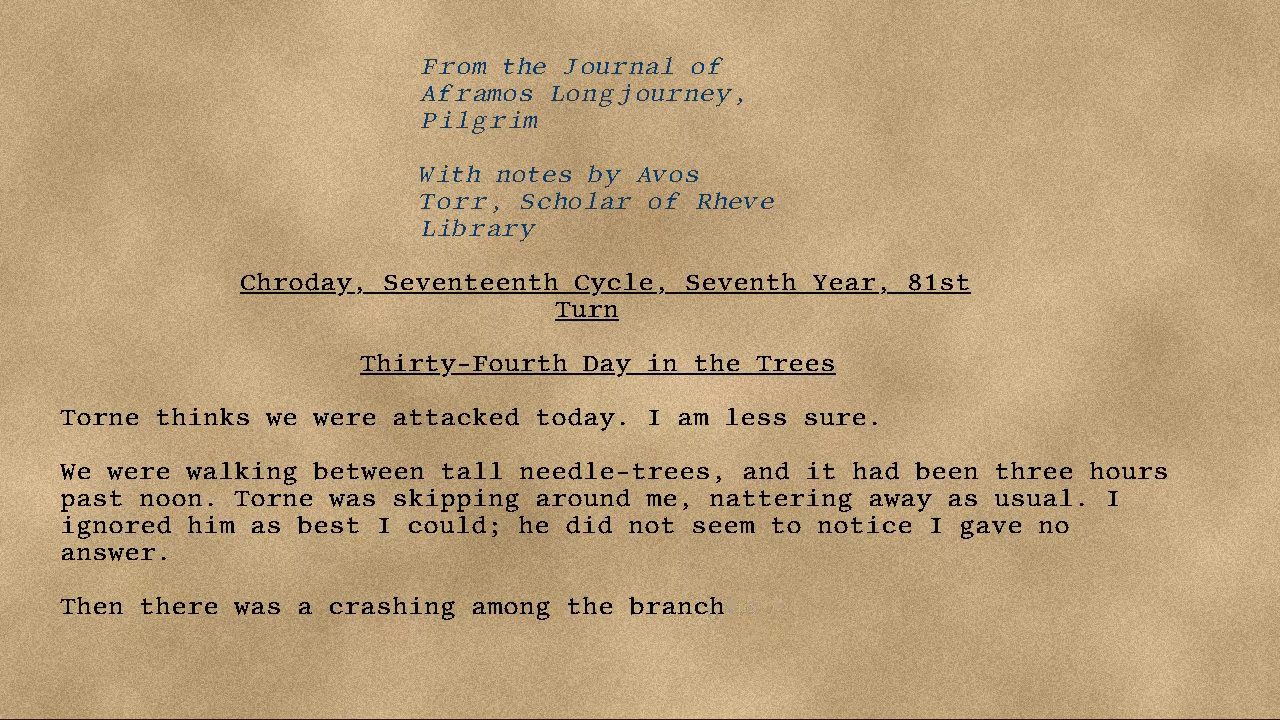 From the Journal of
Aframos Longjourney,
Pilgrim
With notes by Avos
Torr, Scholar of Rheve
Library
Chroday, Seventeenth Cycle, Seventh Year, 81st
Turn
Thirty-Fourth Day in the Trees
Torne thinks we were attacked today. I am less sure.
We were walking between tall needle-trees, and it had been three hours
past noon. Torne was skipping around me, nattering away as usual. I
ignored him as best I could; he did not seem to notice I gave no
answer.
Then there was a crashing among the branch